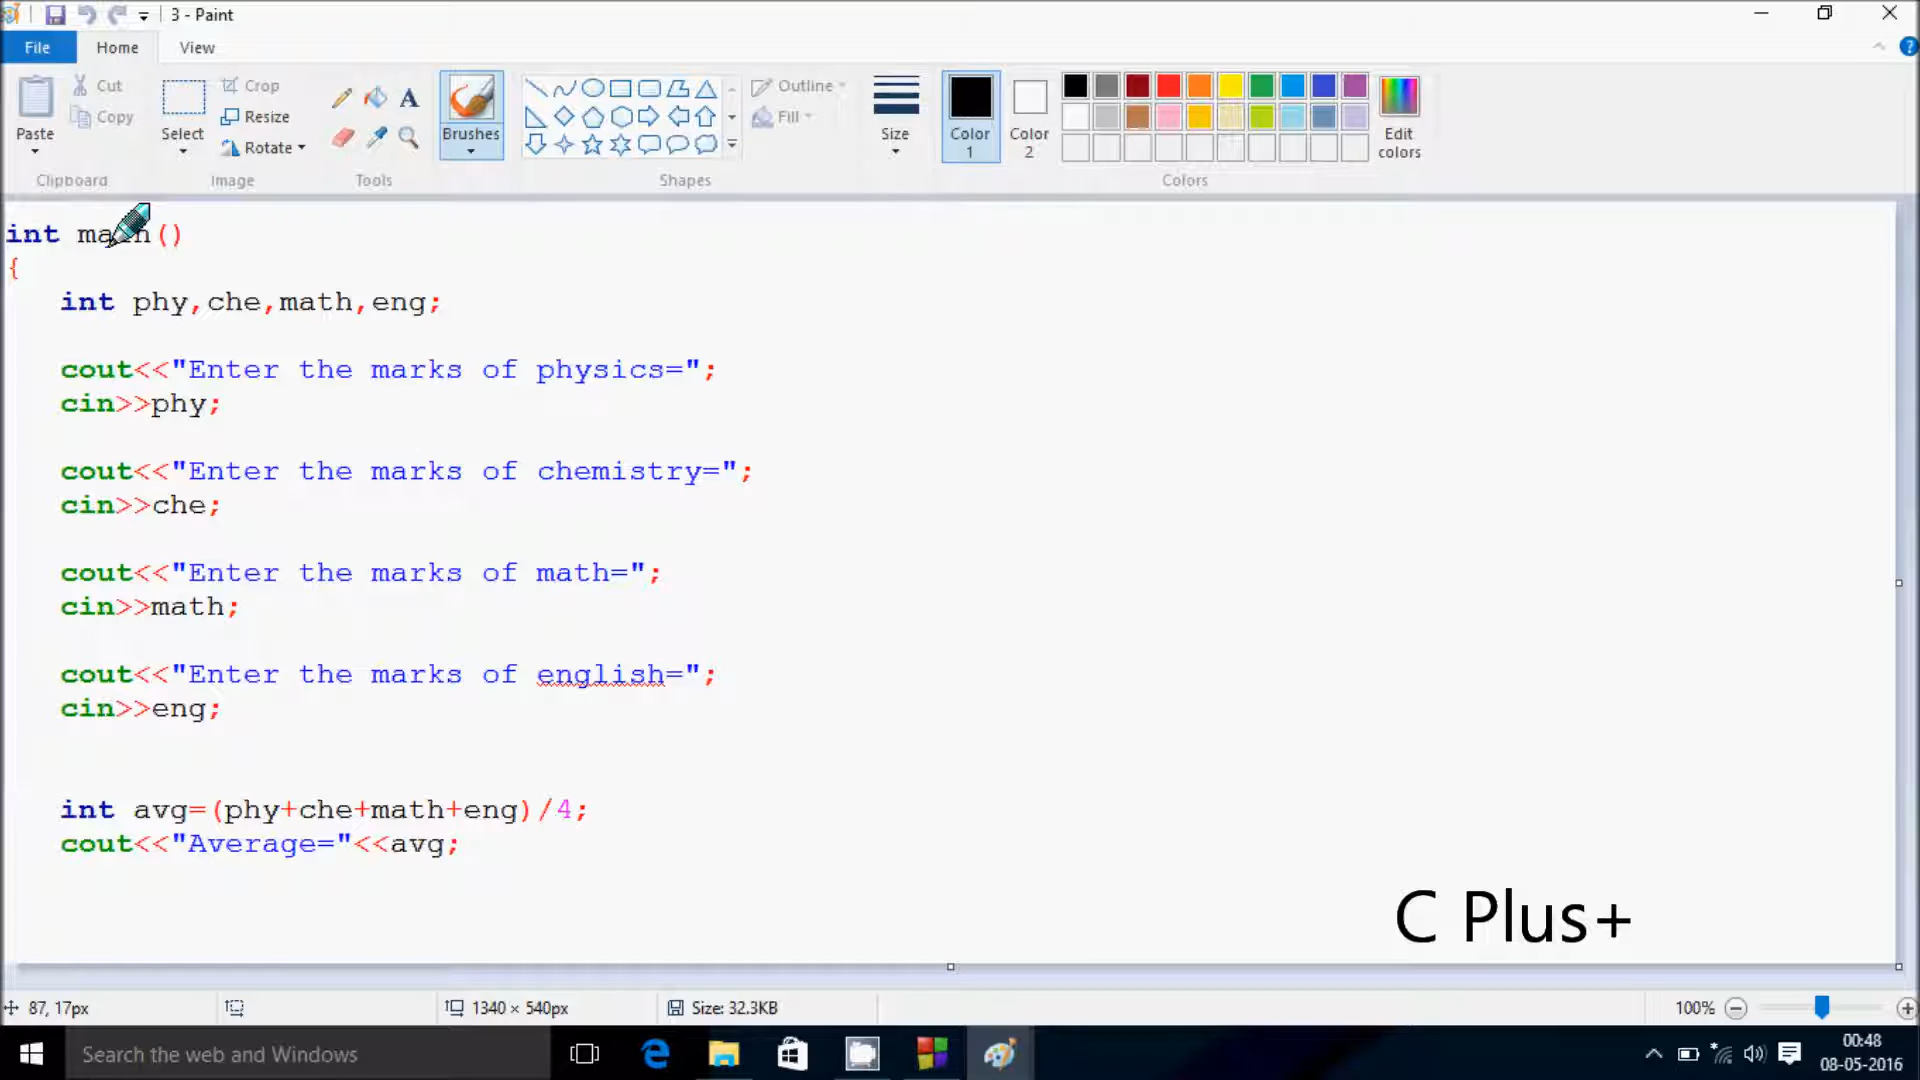 3 - Paint
File Home View
Cut
Copy
Paste
Crop
Resize
Rotate
Select
Brushes
Outline
Fill
Size
Color 1
Color 2
Edit colors
Clipboard Image Tools Shapes Colors
int math()
{
int phy,che,math,eng;
cout<<"Enter the marks of physics=";
cin>>phy;
cout<<"Enter the marks of chemistry=";
cin>>che;
cout<<"Enter the marks of math=";
cin>>math;
cout<<"Enter the marks of english=";
cin>>eng;
int avg=(phy+che+math+eng)/4;
cout<<"Average="<<avg;
C Plus+
87, 17px 1340 × 540px Size: 32.3KB 100%
Search the web and Windows
00:48
08-05-2016